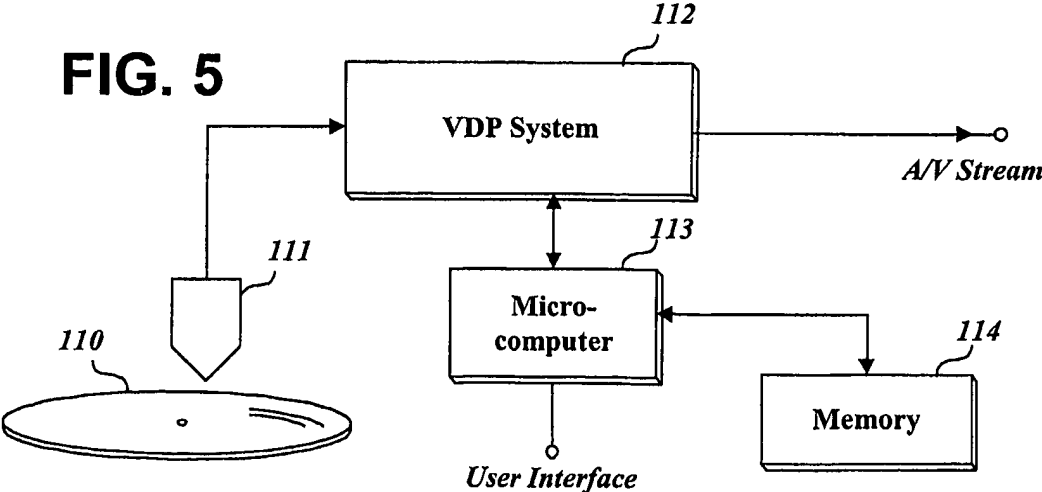 FIG. 5
112
VDP System
A/V Stream
111
113
Micro-
computer
110
114
Memory
User Interface